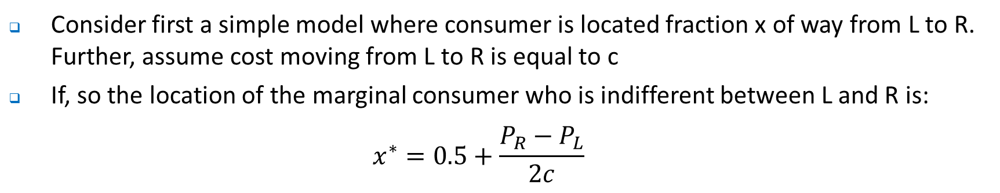 Consider first a simple model where consumer is located fraction x of way from L to R.
Further, assume cost moving from L to R is equal to c
If, so the location of the marginal consumer who is indifferent between L and R is:
x* = 0.5 + \frac{P_R − P_L}{2c}